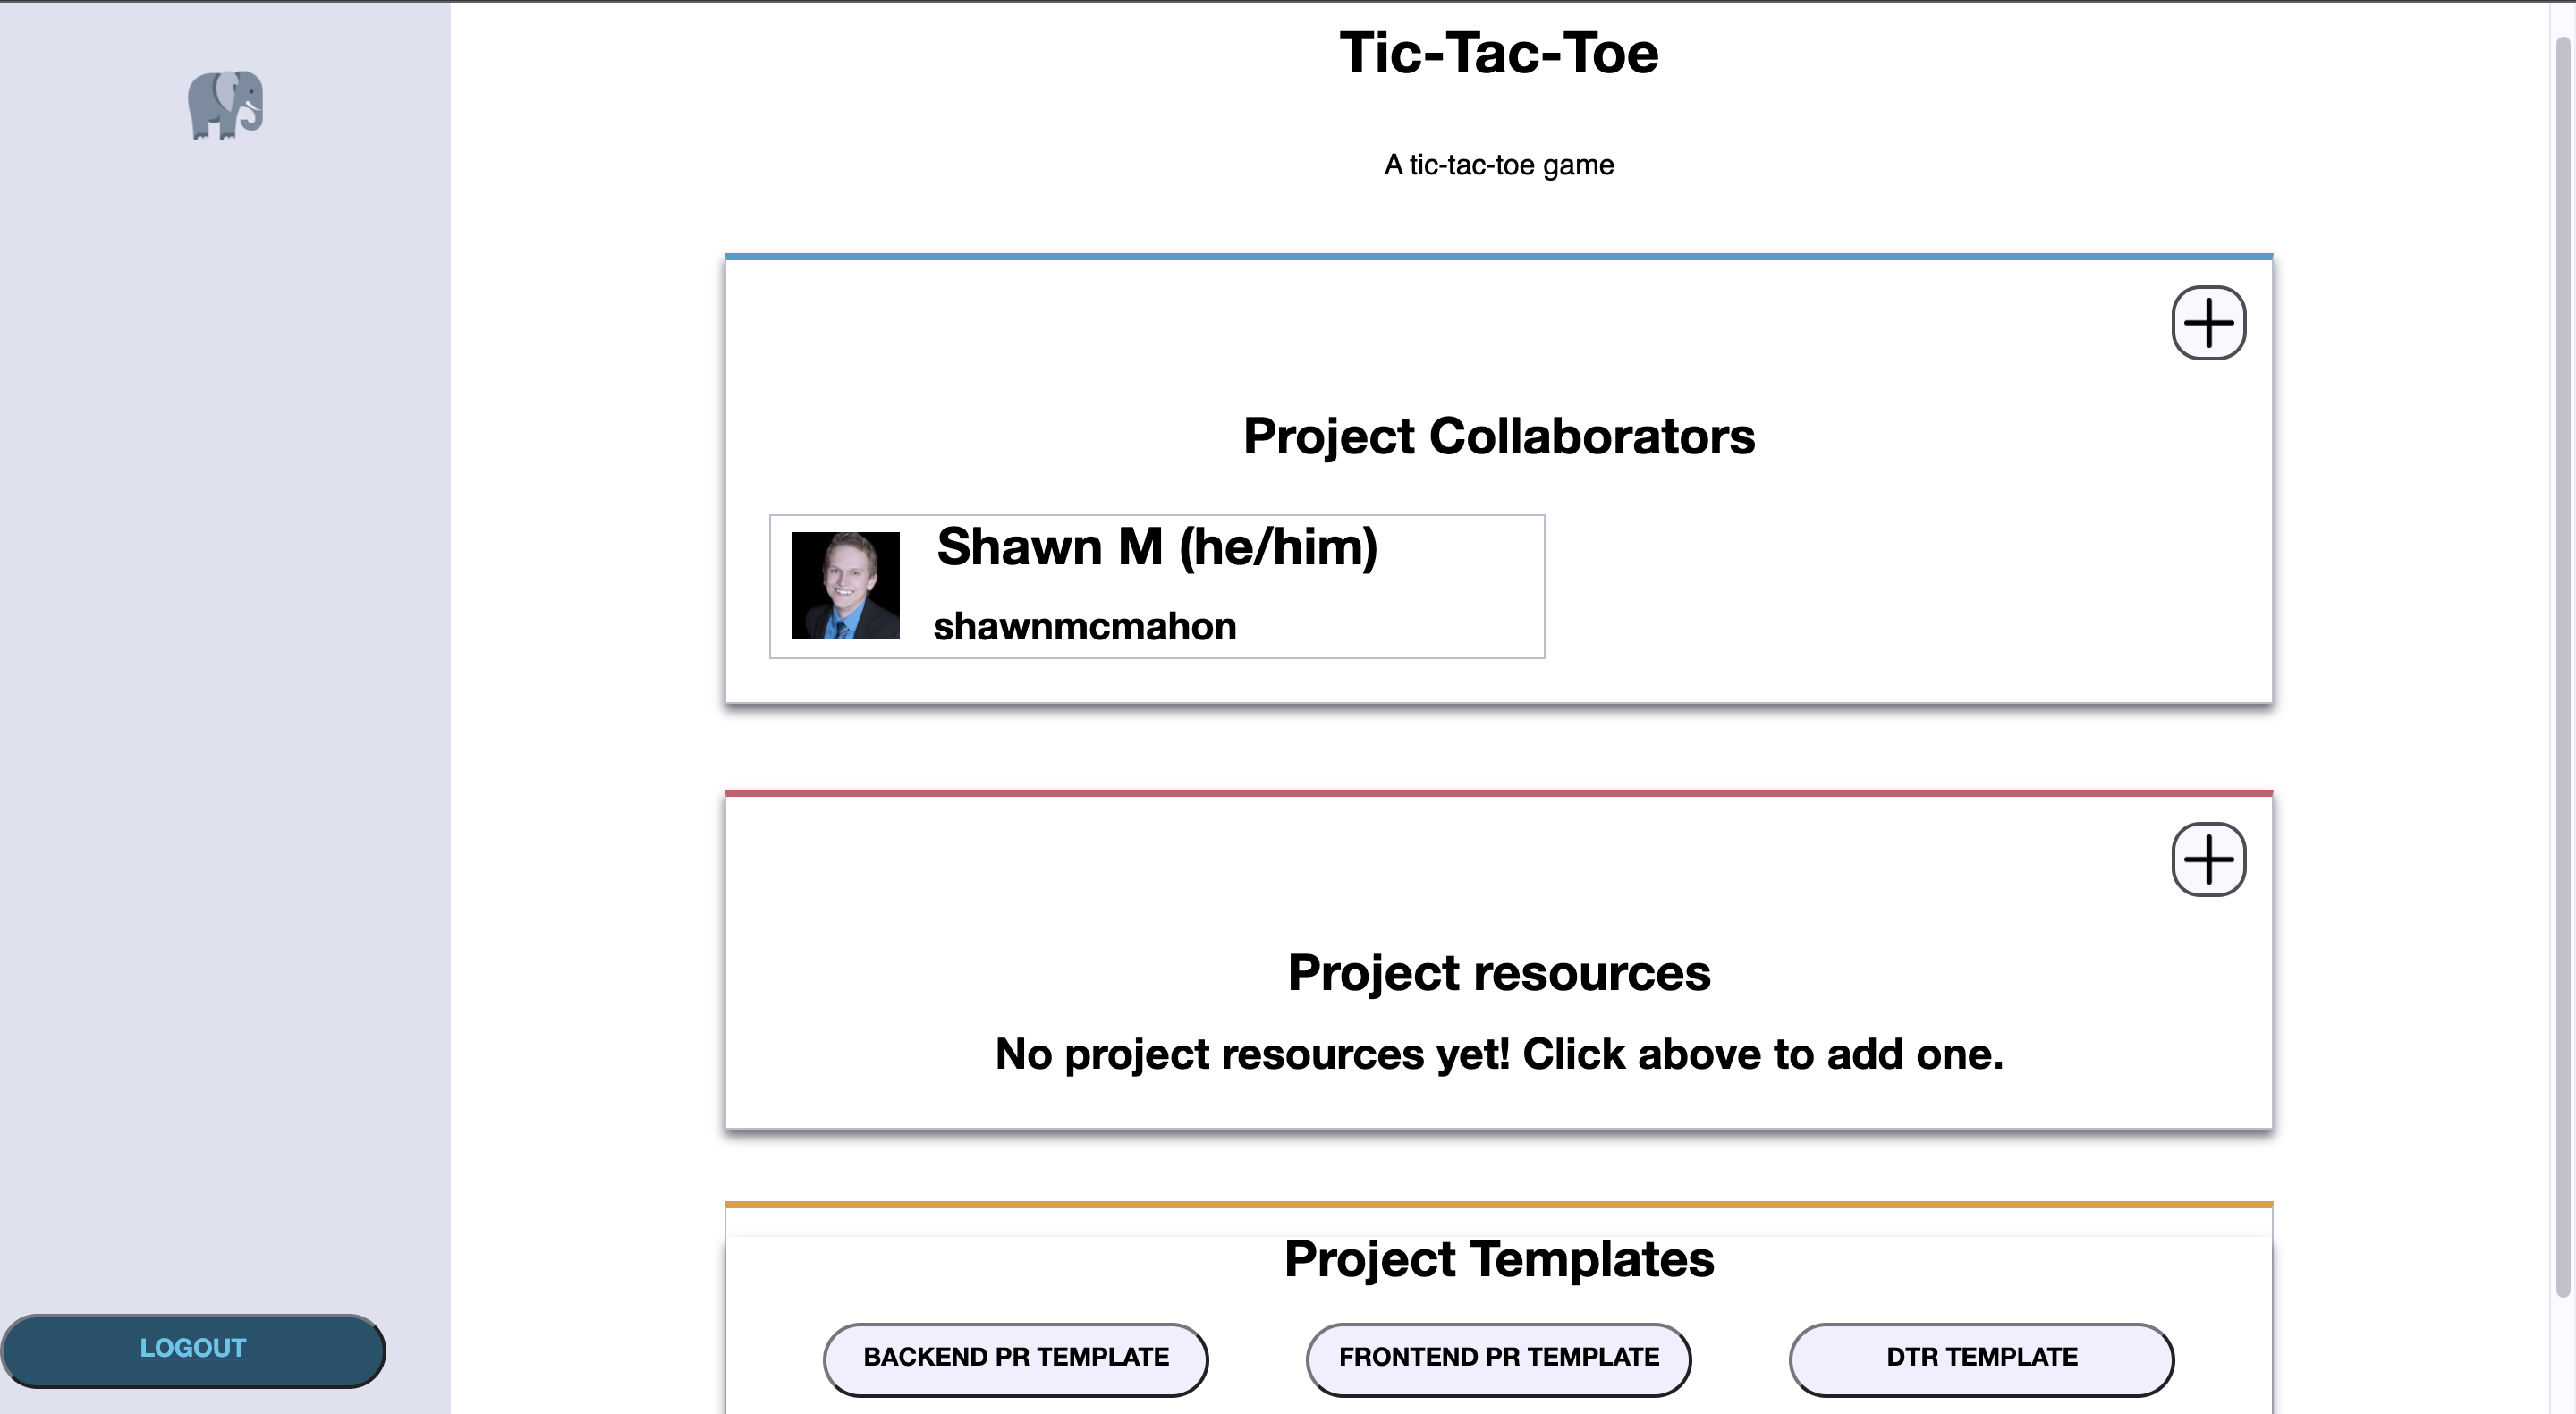 Tic-Tac-Toe
A tic-tac-toe game
Project Collaborators
Shawn M (he/him)
shawnmcmahon
Project resources
No project resources yet! Click above to add one.
Project Templates
BACKEND PR TEMPLATE
FRONTEND PR TEMPLATE
DTR TEMPLATE
LOGOUT